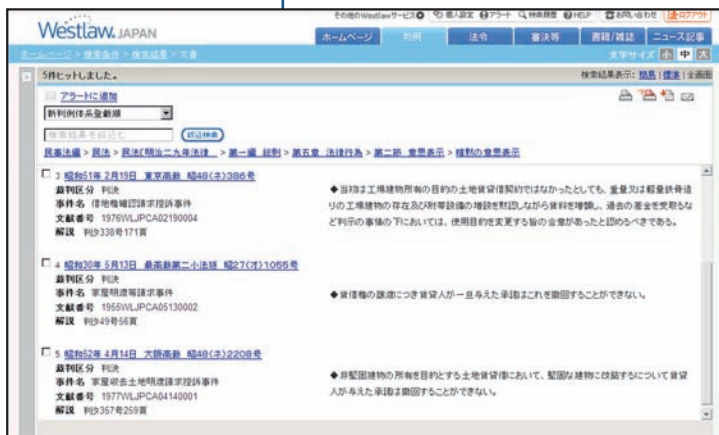 Westlaw. JAPAN
その他のWestlawサービス 個人設定 アラート 検索履歴 HELP お問い合わせ ログアウト
ホームページ 判例 法令 審決等 書籍/雑誌 ニュース記事
ホームページ > 検索条件 > 検索結果 > 文書
文字サイズ 小 中 大
5件ヒットしました。
検索結果表示: 簡易 | 標準 | 全画面
アラートに追加
新判例体系登載順
検索結果を絞込む 絞込検索
民事法編 > 民法 > 民法(明治二九年法律 > 第一編 総則 > 第五章 法律行為 > 第二節 意思表示 > 黙示の意思表示
3 昭和51年 2月19日 東京高裁 昭48(ネ)386号
裁判区分 判決
事件名 借地権確認請求控訴事件
文献番号 1976WLJPCA02190004
解説 判タ338号171頁
◆当初は工場建物所有の目的の土地賃貸借契約ではなかったとしても、重量又は軽量鉄骨造
りの工場建物の存在及び附帯設備の増設を黙認しながら賃料を増額し、過去の差金を受取るな
ど判示の事情の下においては、使用目的を変更する旨の合意があったと認めるべきである。
4 昭和30年 5月13日 最高裁第二小法廷 昭27(オ)1055号
裁判区分 判決
事件名 家屋明渡等請求事件
文献番号 1955WLJPCA05130002
解説 判タ49号56頁
◆賃借権の譲渡につき賃貸人が一旦与えた承諾はこれを撤回することができない。
5 昭和52年 4月14日 大阪高裁 昭48(ネ)2208号
裁判区分 判決
事件名 家屋収去土地明渡請求控訴事件
文献番号 1977WLJPCA04140001
解説 判タ357号259頁
◆非堅固建物の所有を目的とする土地賃貸借において、堅固な建物に改築するについて賃貸
人が与えた承諾は撤回することができない。